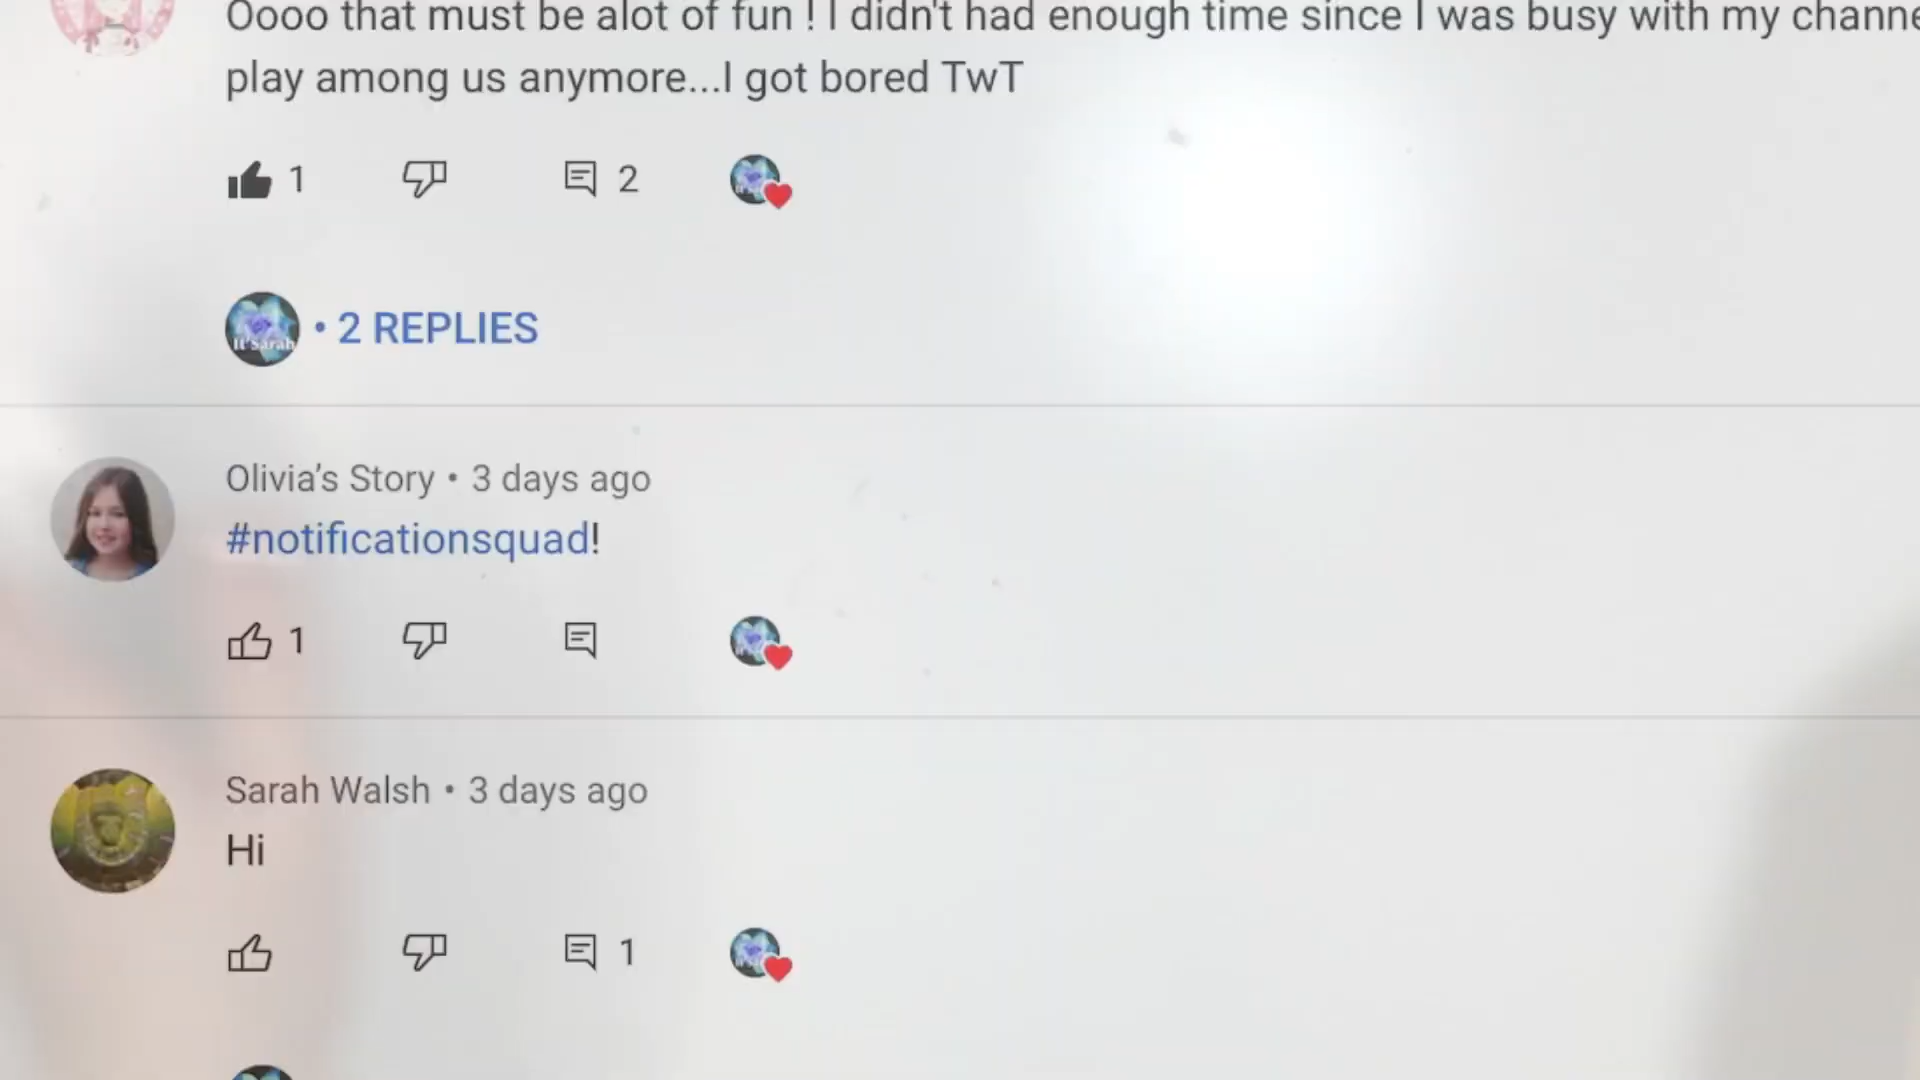 Oooo that must be alot of fun ! I didn't had enough time since I was busy with my channe
play among us anymore...I got bored TwT
1
2
It'Sarah
• 2 REPLIES
Olivia's Story • 3 days ago
#notificationsquad!
1
Sarah Walsh • 3 days ago
Hi
1